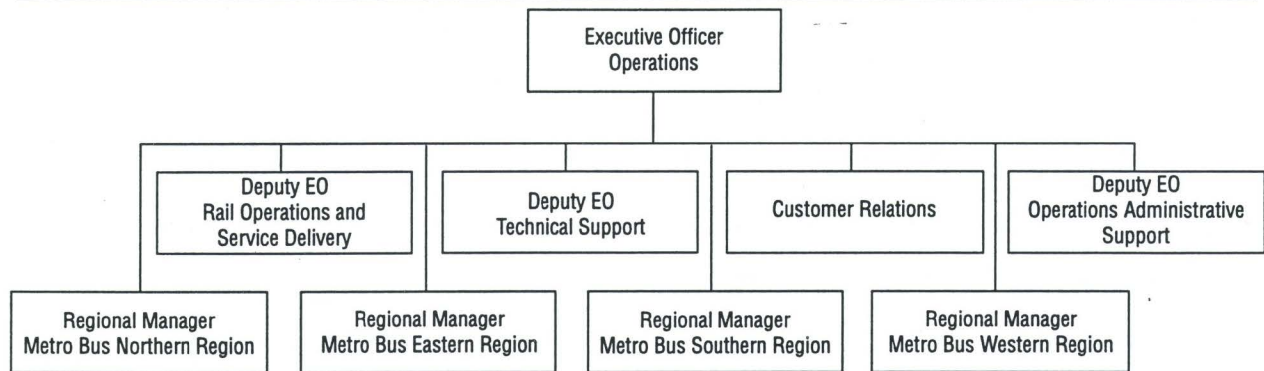 Executive Officer
Operations
Deputy EO
Rail Operations and
Service Delivery
Deputy EO
Technical Support
Customer Relations
Deputy EO
Operations Administrative
Support
Regional Manager
Metro Bus Northern Region
Regional Manager
Metro Bus Eastern Region
Regional Manager
Metro Bus Southern Region
Regional Manager
Metro Bus Western Region